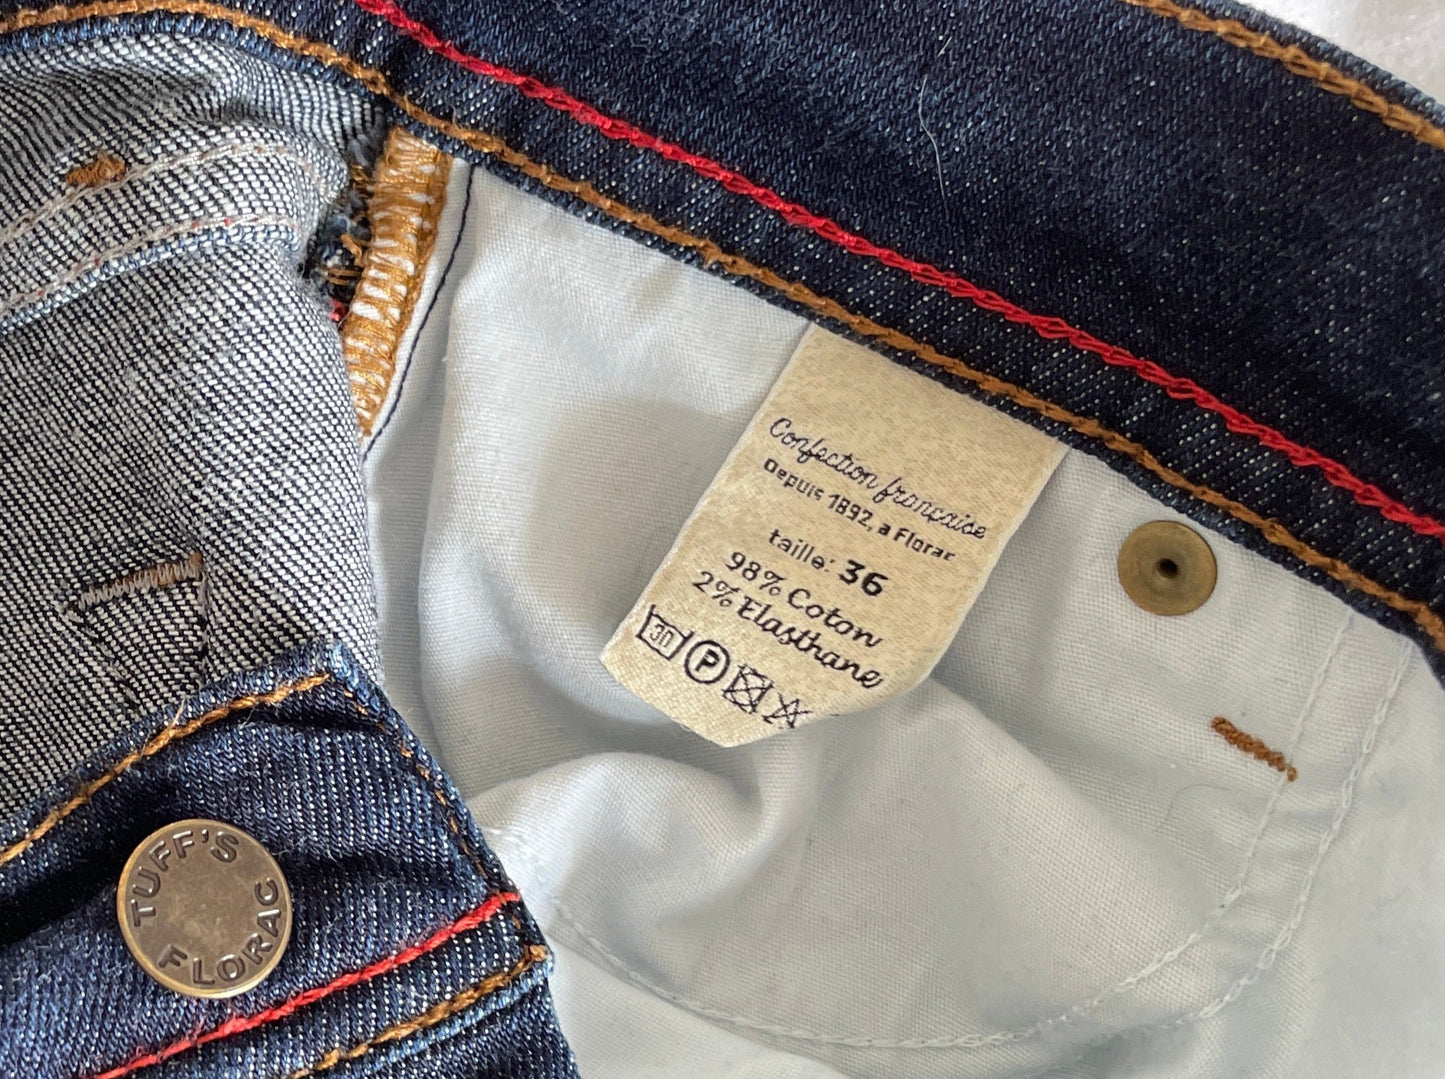 Confection française
Depuis 1892, a Florac
taille: 36
98% Coton
2% Elasthane
30 P
TUFF'S
FLORAC